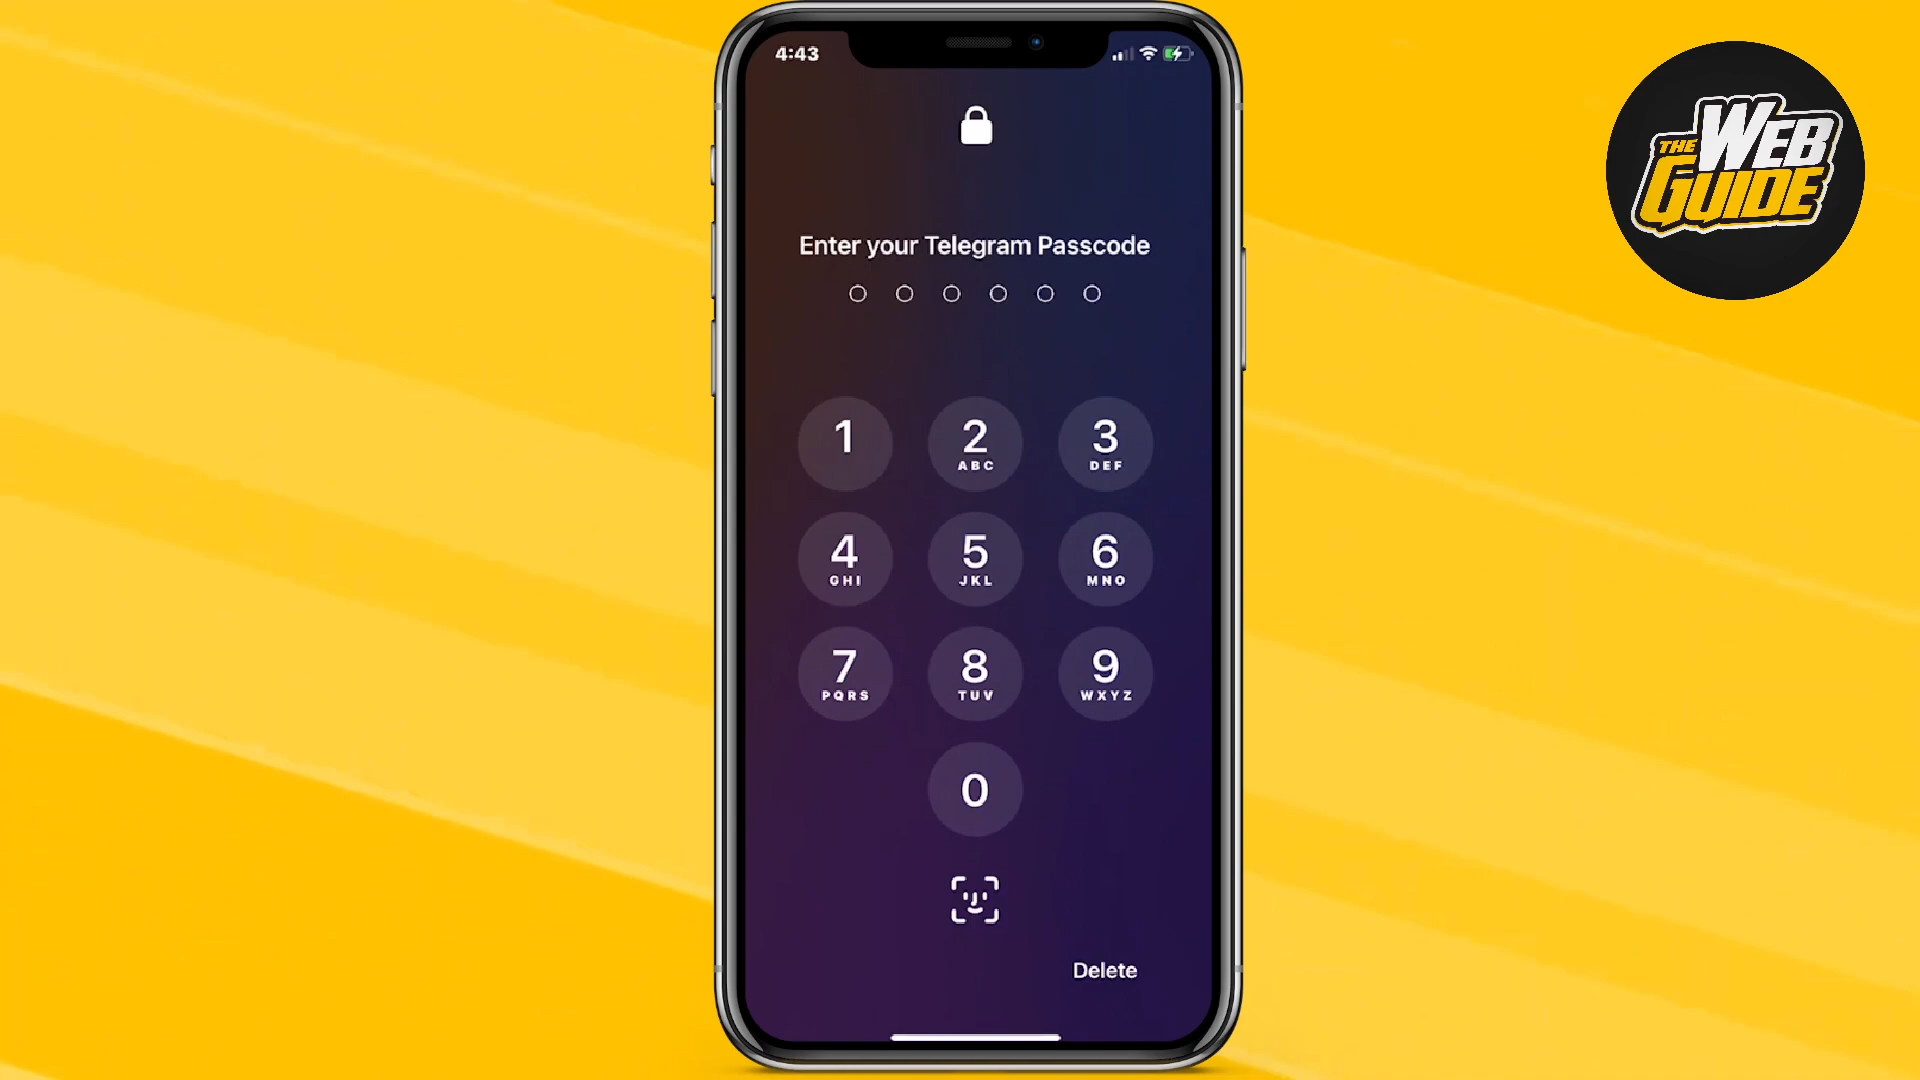 4:43
THE WEB
GUIDE
Enter your Telegram Passcode
1
2
ABC
3
DEF
4
GHI
5
JKL
6
MNO
7
PQRS
8
TUV
9
WXYZ
0
Delete